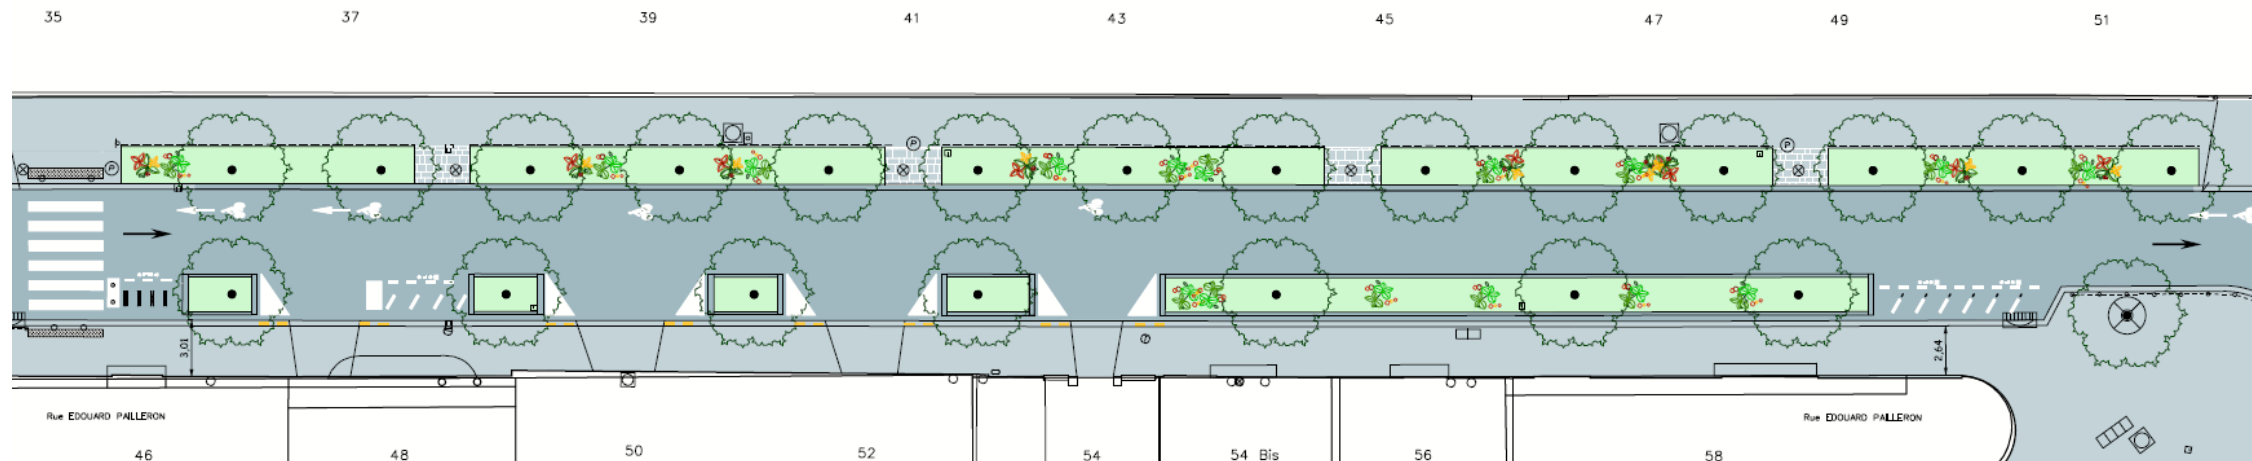 35 37 39 41 43 45 47 49 51
P P P
3,01
2,64
Rue EDOUARD PAILLERON
Rue EDOUARD PAILLERON
46 48 50 52 54 54 Bis 56 58